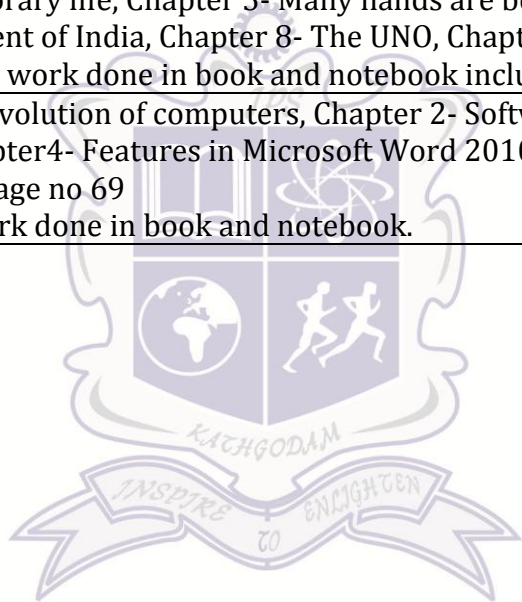 rary life, Chapter 3- Many hands are be
ent of India, Chapter 8- The UNO, Chapt
work done in book and notebook inclu
volution of computers, Chapter 2- Softw
pter4- Features in Microsoft Word 2010
age no 69
rk done in book and notebook.
KATHGODAM
INSPIRE TO ENLIGHTEN